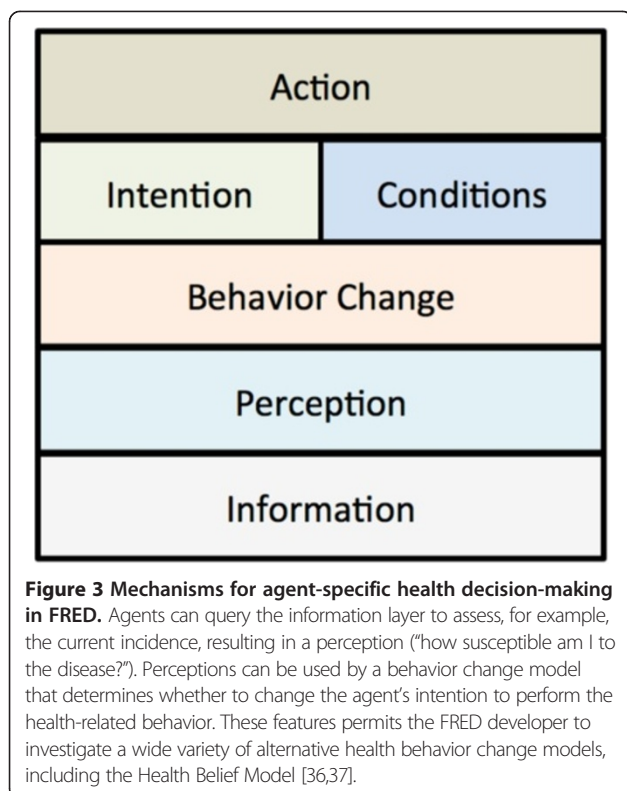 Action
Intention Conditions
Behavior Change
Perception
Information
Figure 3 Mechanisms for agent-specific health decision-making
in FRED. Agents can query the information layer to assess, for example,
the current incidence, resulting in a perception (“how susceptible am I to
the disease?”). Perceptions can be used by a behavior change model
that determines whether to change the agent’s intention to perform the
health-related behavior. These features permits the FRED developer to
investigate a wide variety of alternative health behavior change models,
including the Health Belief Model [36,37].